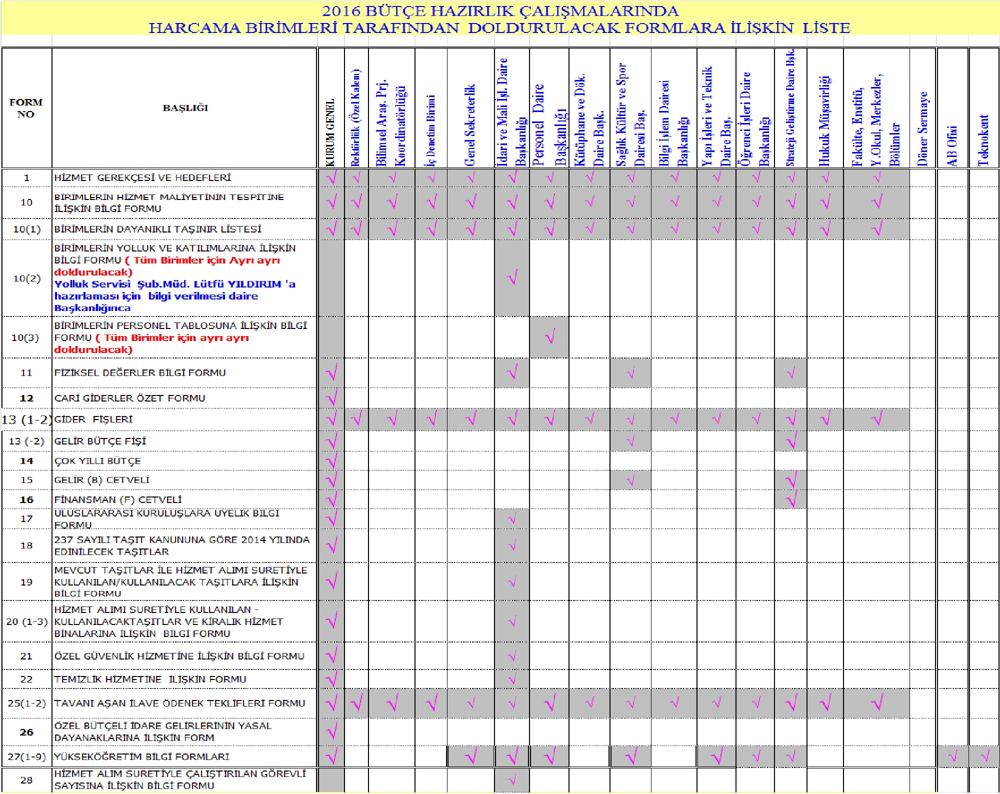 2016 BÜTÇE HAZIRLIK ÇALIŞMALARINDA
HARCAMA BİRİMLERİ TARAFINDAN DOLDURULACAK FORMLARA İLİŞKİN LİSTE
FORM
NO
BAŞLIĞI
KURUM GENEL
Rektörlük (Özel Kalem)
Bilimsel Araş. Prj.
Koordinatörlüğü
İç Denetim Birimi
Genel Sekreterlik
İdari ve Mali İşl. Daire
Başkanlığı
Personel Daire
Başkanlığı
Kütüphane ve Dök.
Daire Başk.
Sağlık Kültür ve Spor
Dairesi Baş.
Bilgi İşlem Dairesi
Başkanlığı
Yapı İşleri ve Teknik
Daire Baş.
Öğrenci İşleri Daire
Başkanlığı
Strateji Geliştirme Daire Bşk.
Hukuk Müşavirliği
Fakülte, Enstitü,
Y.Okul, Merkezler,
Bölümler
Döner Sermaye
AB Ofisi
Teknokent
1 HİZMET GEREKÇESİ VE HEDEFLERİ √ √ √ √ √ √ √ √ √ √ √ √ √ √ √
10 BİRİMLERİN HİZMET MALİYETİNİN TESPİTİNE
İLİŞKİN BİLGİ FORMU √ √ √ √ √ √ √ √ √ √ √ √ √ √ √
10(1) BİRİMLERİN DAYANIKLI TAŞINIR LİSTESİ √ √ √ √ √ √ √ √ √ √ √ √ √ √ √
10(2) BİRİMLERİN YOLLUK VE KATILIMLARINA İLİŞKİN
BİLGİ FORMU ( Tüm Birimler için Ayrı ayrı
doldurulacak)
Yolluk Servisi Şub.Müd. Lütfü YILDIRIM 'a
hazırlaması için bilgi verilmesi daire
Başkanlığınca √
10(3) BİRİMLERİN PERSONEL TABLOSUNA İLİŞKİN BİLGİ
FORMU ( Tüm Birimler için ayrı ayrı
doldurulacak) √
11 FİZİKSEL DEĞERLER BİLGİ FORMU √ √ √ √
12 CARİ GİDERLER ÖZET FORMU √
13 (1-2) GİDER FİŞLERİ √ √ √ √ √ √ √ √ √ √ √ √ √ √ √
13 (-2) GELİR BÜTÇE FİŞİ √ √ √
14 ÇOK YILLI BÜTÇE √
15 GELİR (B) CETVELİ √ √ √
16 FİNANSMAN (F) CETVELİ √ √
17 ULUSLARARASI KURULUŞLARA ÜYELİK BİLGİ
FORMU √ √
18 237 SAYILI TAŞIT KANUNUNA GÖRE 2014 YILINDA
EDİNİLECEK TAŞITLAR √ √
19 MEVCUT TAŞITLAR İLE HİZMET ALIMI SURETİYLE
KULLANILAN/KULLANILACAK TAŞITLARA İLİŞKİN
BİLGİ FORMU √ √
20 (1-3) HİZMET ALIMI SURETİYLE KULLANILAN -
KULLANILACAKTAŞITLAR VE KİRALIK HİZMET
BİNALARINA İLİŞKİN BİLGİ FORMU √ √
21 ÖZEL GÜVENLİK HİZMETİNE İLİŞKİN BİLGİ FORMU √ √
22 TEMİZLİK HİZMETİNE İLİŞKİN FORMU √ √
25(1-2) TAVANI AŞAN İLAVE ÖDENEK TEKLİFLERİ FORMU √ √ √ √ √ √ √ √ √ √ √ √ √ √ √
26 ÖZEL BÜTÇELİ İDARE GELİRLERİNİN YASAL
DAYANAKLARINA İLİŞKİN FORM √
27(1-9) YÜKSEKÖĞRETİM BİLGİ FORMLARI √ √ √ √ √ √ √ √ √ √
28 HİZMET ALIM SURETİYLE ÇALIŞTIRILAN GÖREVLİ
SAYISINA İLİŞKİN BİLGİ FORMU √